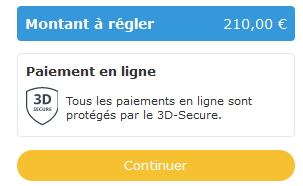 Montant à régler 210,00 €
Paiement en ligne
3D
SECURE
Tous les paiements en ligne sont
protégés par le 3D-Secure.
Continuer